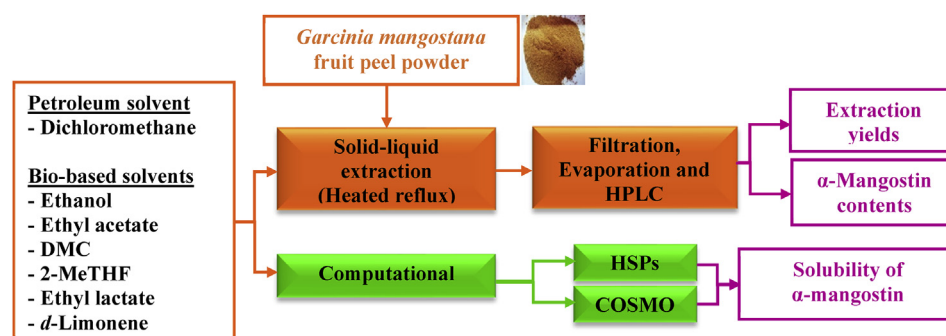 Garcinia mangostana
fruit peel powder
Petroleum solvent
- Dichloromethane
Bio-based solvents
- Ethanol
- Ethyl acetate
- DMC
- 2-MeTHF
- Ethyl lactate
- d-Limonene
Solid-liquid
extraction
(Heated reflux)
Filtration,
Evaporation and
HPLC
Extraction
yields
α-Mangostin
contents
Computational
HSPs
COSMO
Solubility of
α-mangostin